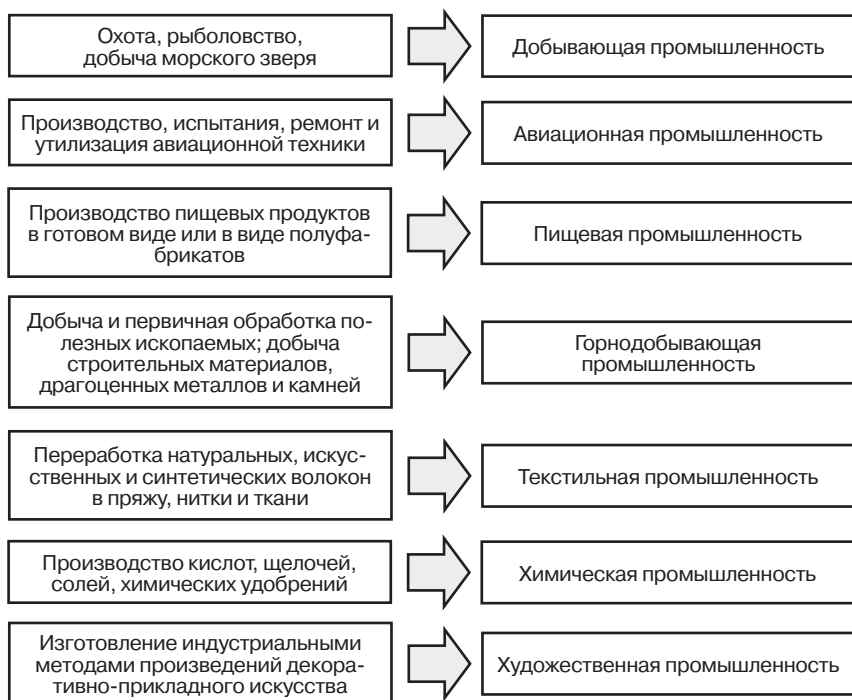 Охота, рыболовство,
добыча морского зверя
Добывающая промышленность
Производство, испытания, ремонт и
утилизация авиационной техники
Авиационная промышленность
Производство пищевых продуктов
в готовом виде или в виде полуфа-
брикатов
Пищевая промышленность
Добыча и первичная обработка по-
лезных ископаемых; добыча
строительных материалов,
драгоценных металлов и камней
Горнодобывающая
промышленность
Переработка натуральных, искус-
ственных и синтетических волокон
в пряжу, нитки и ткани
Текстильная промышленность
Производство кислот, щелочей,
солей, химических удобрений
Химическая промышленность
Изготовление индустриальными
методами произведений декора-
тивно-прикладного искусства
Художественная промышленность